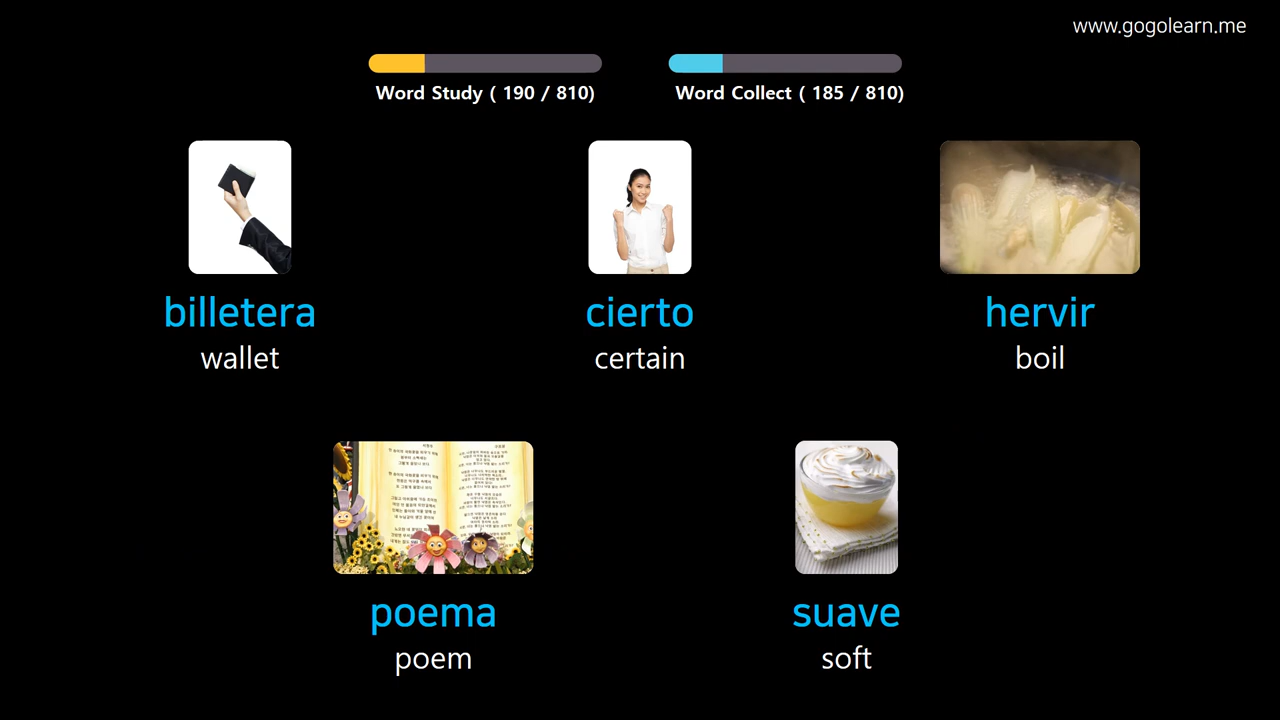 www.gogolearn.me
Word Study ( 190 / 810)
Word Collect ( 185 / 810)
billetera
wallet
cierto
certain
hervir
boil
poema
poem
suave
soft